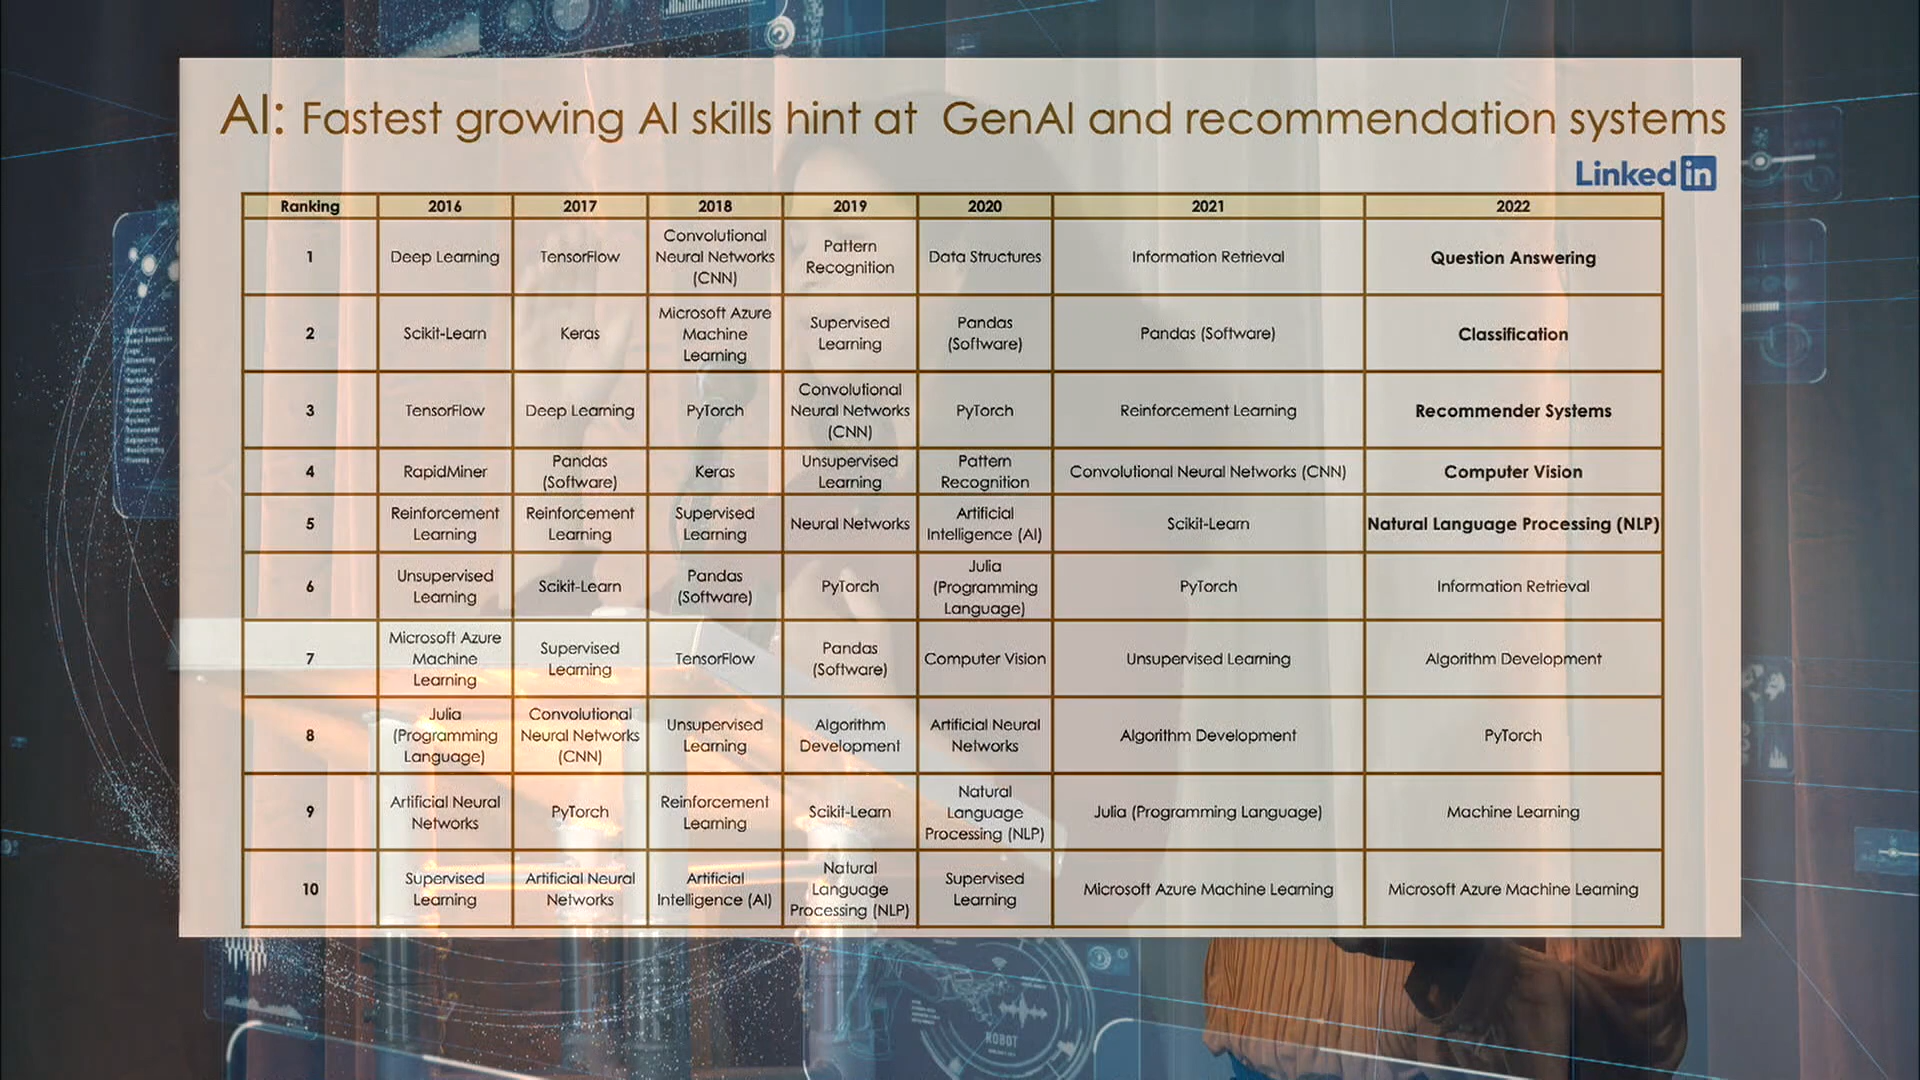 AI: Fastest growing AI skills hint at GenAI and recommendation systems
Linked in
Ranking 2016 2017 2018 2019 2020 2021 2022
1 Deep Learning TensorFlow Convolutional Neural Networks (CNN) Pattern Recognition Data Structures Information Retrieval Question Answering
2 Scikit-Learn Keras Microsoft Azure Machine Learning Supervised Learning Pandas (Software) Pandas (Software) Classification
3 TensorFlow Deep Learning PyTorch Convolutional Neural Networks (CNN) PyTorch Reinforcement Learning Recommender Systems
4 RapidMiner Pandas (Software) Keras Unsupervised Learning Pattern Recognition Convolutional Neural Networks (CNN) Computer Vision
5 Reinforcement Learning Reinforcement Learning Supervised Learning Neural Networks Artificial Intelligence (AI) Scikit-Learn Natural Language Processing (NLP)
6 Unsupervised Learning Scikit-Learn Pandas (Software) PyTorch Julia (Programming Language) PyTorch Information Retrieval
7 Microsoft Azure Machine Learning Supervised Learning TensorFlow Pandas (Software) Computer Vision Unsupervised Learning Algorithm Development
8 Julia (Programming Language) Convolutional Neural Networks (CNN) Unsupervised Learning Algorithm Development Artificial Neural Networks Algorithm Development PyTorch
9 Artificial Neural Networks PyTorch Reinforcement Learning Scikit-Learn Natural Language Processing (NLP) Julia (Programming Language) Machine Learning
10 Supervised Learning Artificial Neural Networks Artificial Intelligence (AI) Natural Language Processing (NLP) Supervised Learning Microsoft Azure Machine Learning Microsoft Azure Machine Learning
ROBOT